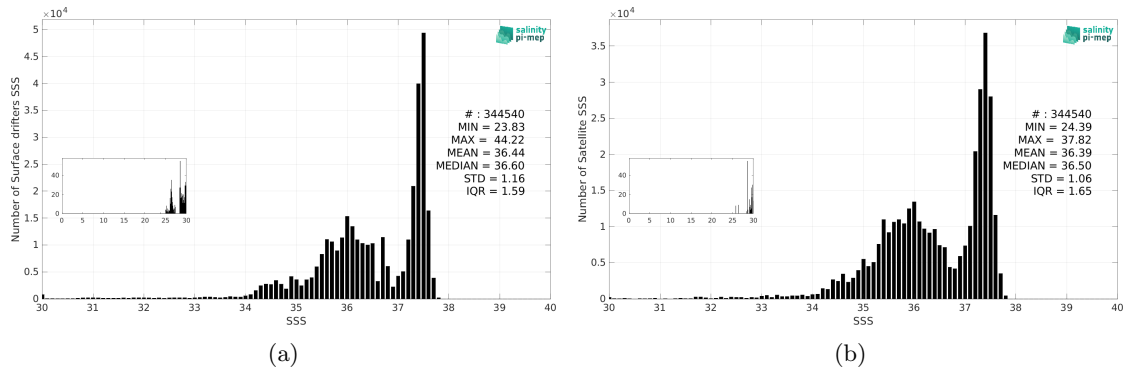 ×10⁴
5
4.5
4
3.5
3
2.5
2
1.5
1
0.5
0
Number of Surface drifters SSS
salinity
pi-mep
# : 344540
MIN = 23.83
MAX = 44.22
MEAN = 36.44
MEDIAN = 36.60
STD = 1.16
IQR = 1.59
40
20
0
0 5 10 15 20 25 30
30 31 32 33 34 35 36 37 38 39 40
SSS
(a)
×10⁴
3.5
3
2.5
2
1.5
1
0.5
0
Number of Satellite SSS
salinity
pi-mep
# : 344540
MIN = 24.39
MAX = 37.82
MEAN = 36.39
MEDIAN = 36.50
STD = 1.06
IQR = 1.65
40
20
0
0 5 10 15 20 25 30
30 31 32 33 34 35 36 37 38 39 40
SSS
(b)